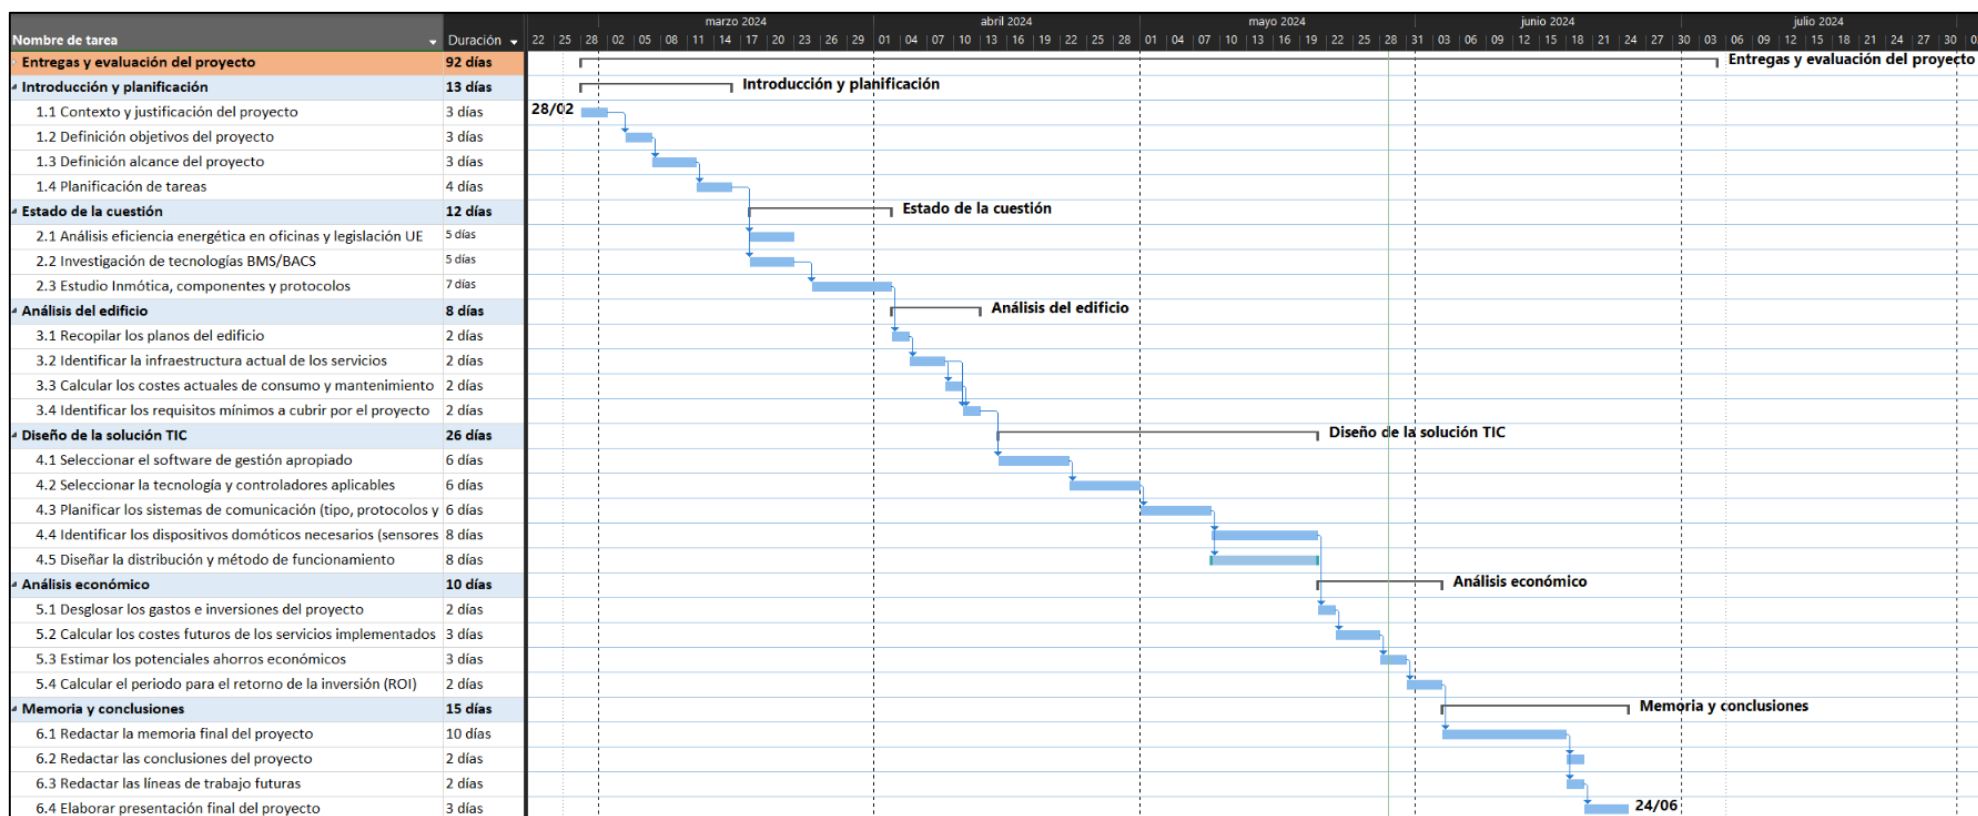 marzo 2024 abril 2024 mayo 2024 junio 2024 julio 2024
Nombre de tarea Duración 22 25 28 02 05 08 11 14 17 20 23 26 29 01 04 07 10 13 16 19 22 25 28 01 04 07 10 13 16 19 22 25 28 31 03 06 09 12 15 18 21 24 27 30 03 06 09 12 15 18 21 24 27 30 0
Entregas y evaluación del proyecto 92 días Entregas y evaluación del proyecto
Introducción y planificación 13 días Introducción y planificación
1.1 Contexto y justificación del proyecto 3 días 28/02
1.2 Definición objetivos del proyecto 3 días
1.3 Definición alcance del proyecto 3 días
1.4 Planificación de tareas 4 días
Estado de la cuestión 12 días Estado de la cuestión
2.1 Análisis eficiencia energética en oficinas y legislación UE 5 días
2.2 Investigación de tecnologías BMS/BACS 5 días
2.3 Estudio Inmótica, componentes y protocolos 7 días
Análisis del edificio 8 días Análisis del edificio
3.1 Recopilar los planos del edificio 2 días
3.2 Identificar la infraestructura actual de los servicios 2 días
3.3 Calcular los costes actuales de consumo y mantenimiento 2 días
3.4 Identificar los requisitos mínimos a cubrir por el proyecto 2 días
Diseño de la solución TIC 26 días Diseño de la solución TIC
4.1 Seleccionar el software de gestión apropiado 6 días
4.2 Seleccionar la tecnología y controladores aplicables 6 días
4.3 Planificar los sistemas de comunicación (tipo, protocolos y 6 días
4.4 Identificar los dispositivos domóticos necesarios (sensores 8 días
4.5 Diseñar la distribución y método de funcionamiento 8 días
Análisis económico 10 días Análisis económico
5.1 Desglosar los gastos e inversiones del proyecto 2 días
5.2 Calcular los costes futuros de los servicios implementados 3 días
5.3 Estimar los potenciales ahorros económicos 3 días
5.4 Calcular el periodo para el retorno de la inversión (ROI) 2 días
Memoria y conclusiones 15 días Memoria y conclusiones
6.1 Redactar la memoria final del proyecto 10 días
6.2 Redactar las conclusiones del proyecto 2 días
6.3 Redactar las líneas de trabajo futuras 2 días
6.4 Elaborar presentación final del proyecto 3 días 24/06